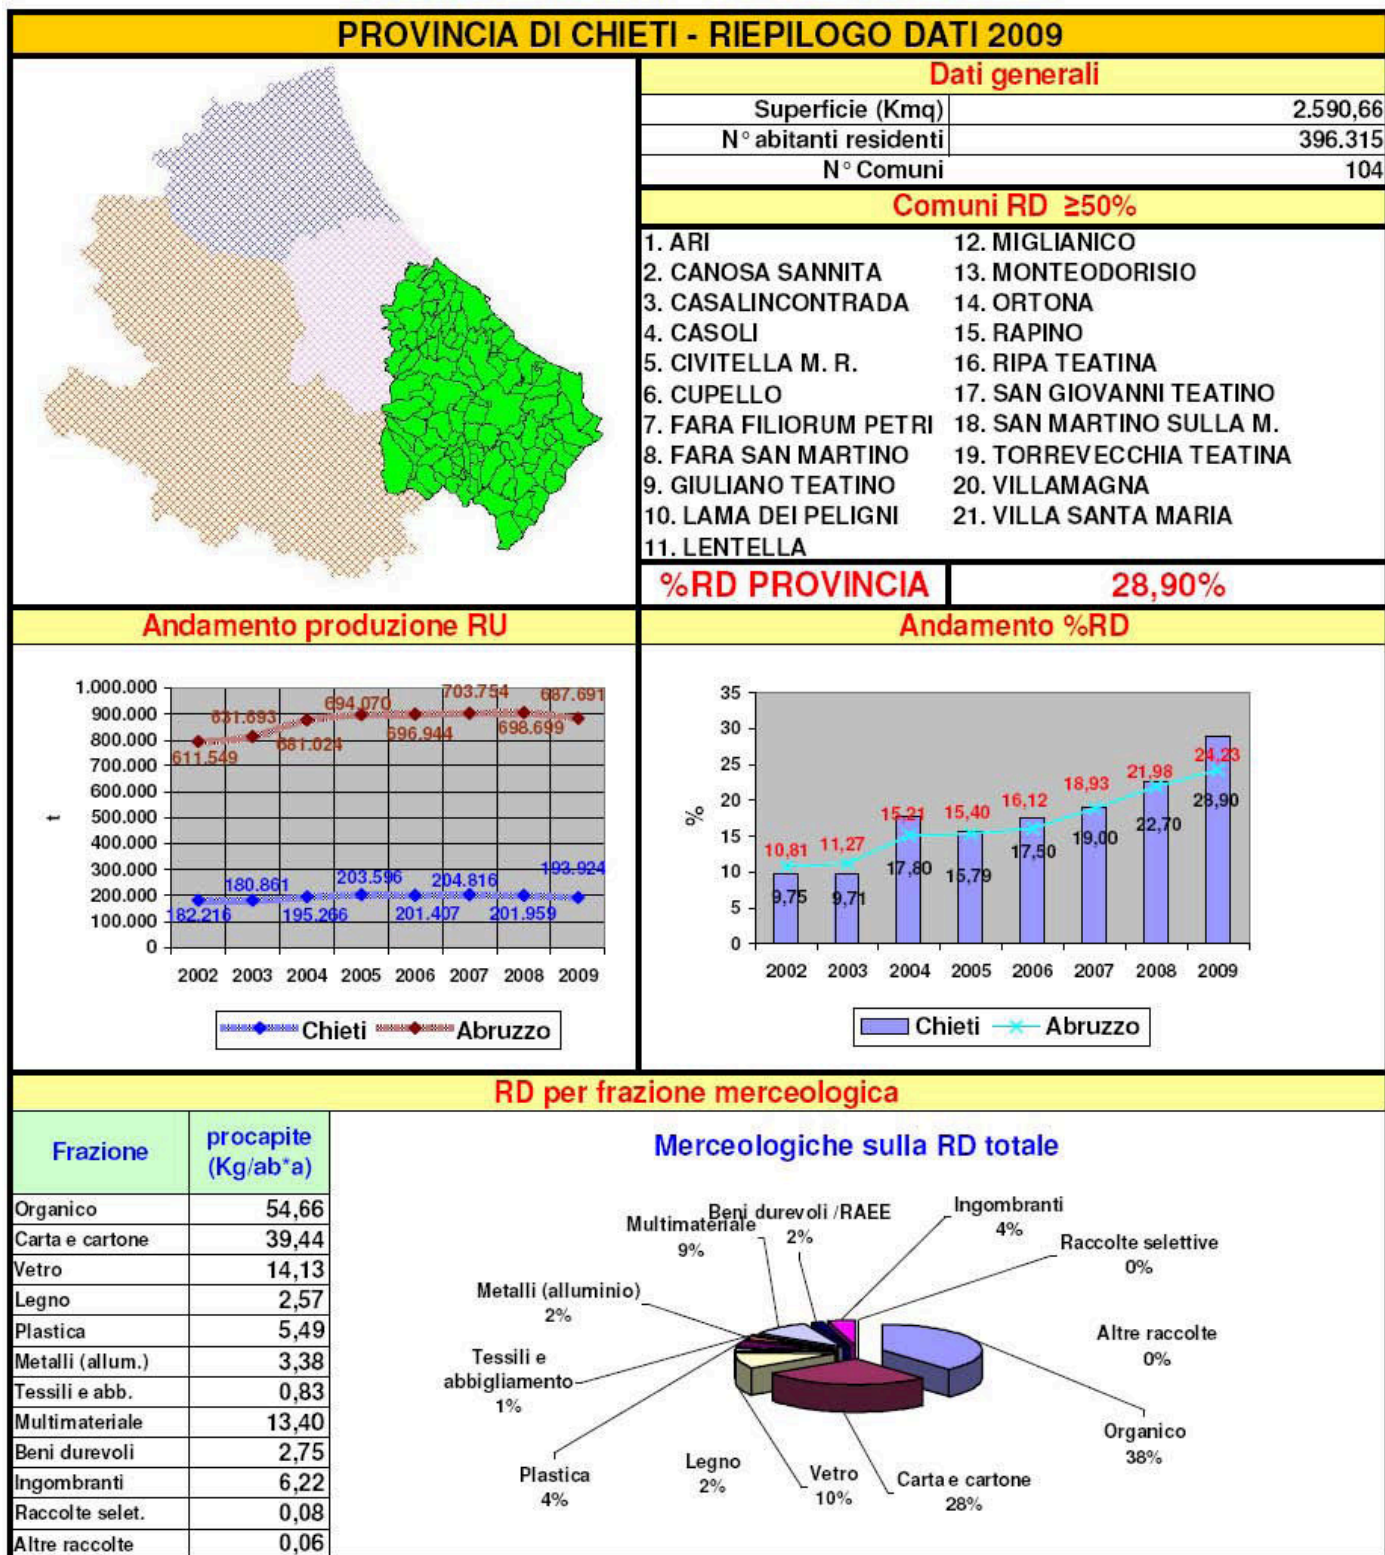 PROVINCIA DI CHIETI - RIEPILOGO DATI 2009
Dati generali
Superficie (Kmq) 2.590,66
N° abitanti residenti 396.315
N° Comuni 104
Comuni RD ≥50%
1. ARI 12. MIGLIANICO
2. CANOSA SANNITA 13. MONTEODORISIO
3. CASALINCONTRADA 14. ORTONA
4. CASOLI 15. RAPINO
5. CIVITELLA M. R. 16. RIPA TEATINA
6. CUPELLO 17. SAN GIOVANNI TEATINO
7. FARA FILIORUM PETRI 18. SAN MARTINO SULLA M.
8. FARA SAN MARTINO 19. TORREVECCHIA TEATINA
9. GIULIANO TEATINO 20. VILLAMAGNA
10. LAMA DEI PELIGNI 21. VILLA SANTA MARIA
11. LENTELLA
%RD PROVINCIA 28,90%
Andamento produzione RU
1.000.000
900.000
800.000
700.000
600.000
500.000
400.000
300.000
200.000
100.000
0
t
611.549 631.693 681.024 694.070 696.944 703.754 698.699 687.691
182.216 180.861 195.266 203.596 201.407 204.816 201.959 193.924
2002 2003 2004 2005 2006 2007 2008 2009
Chieti Abruzzo
Andamento %RD
35
30
25
20
15
10
5
0
%
10,81 11,27 15,21 15,40 16,12 18,93 21,98 24,23
9,75 9,71 17,80 15,79 17,50 19,00 22,70 28,90
2002 2003 2004 2005 2006 2007 2008 2009
Chieti Abruzzo
RD per frazione merceologica
Frazione procapite (Kg/ab*a)
Organico 54,66
Carta e cartone 39,44
Vetro 14,13
Legno 2,57
Plastica 5,49
Metalli (allum.) 3,38
Tessili e abb. 0,83
Multimateriale 13,40
Beni durevoli 2,75
Ingombranti 6,22
Raccolte selet. 0,08
Altre raccolte 0,06
Merceologiche sulla RD totale
Beni durevoli /RAEE
2%
Ingombranti
4%
Multimateriale
9%
Raccolte selettive
0%
Metalli (alluminio)
2%
Altre raccolte
0%
Tessili e
abbigliamento
1%
Organico
38%
Plastica
4%
Legno
2%
Vetro
10%
Carta e cartone
28%